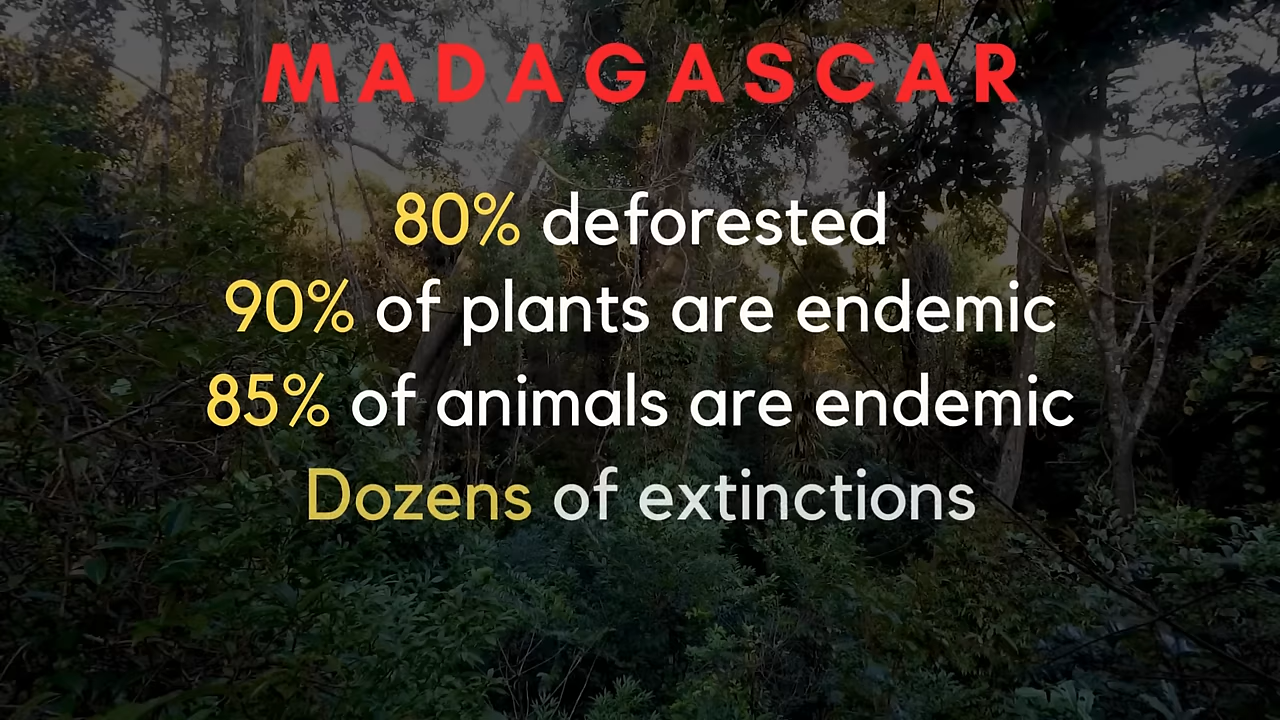 MADAGASCAR
80% deforested
90% of plants are endemic
85% of animals are endemic
Dozens of extinctions